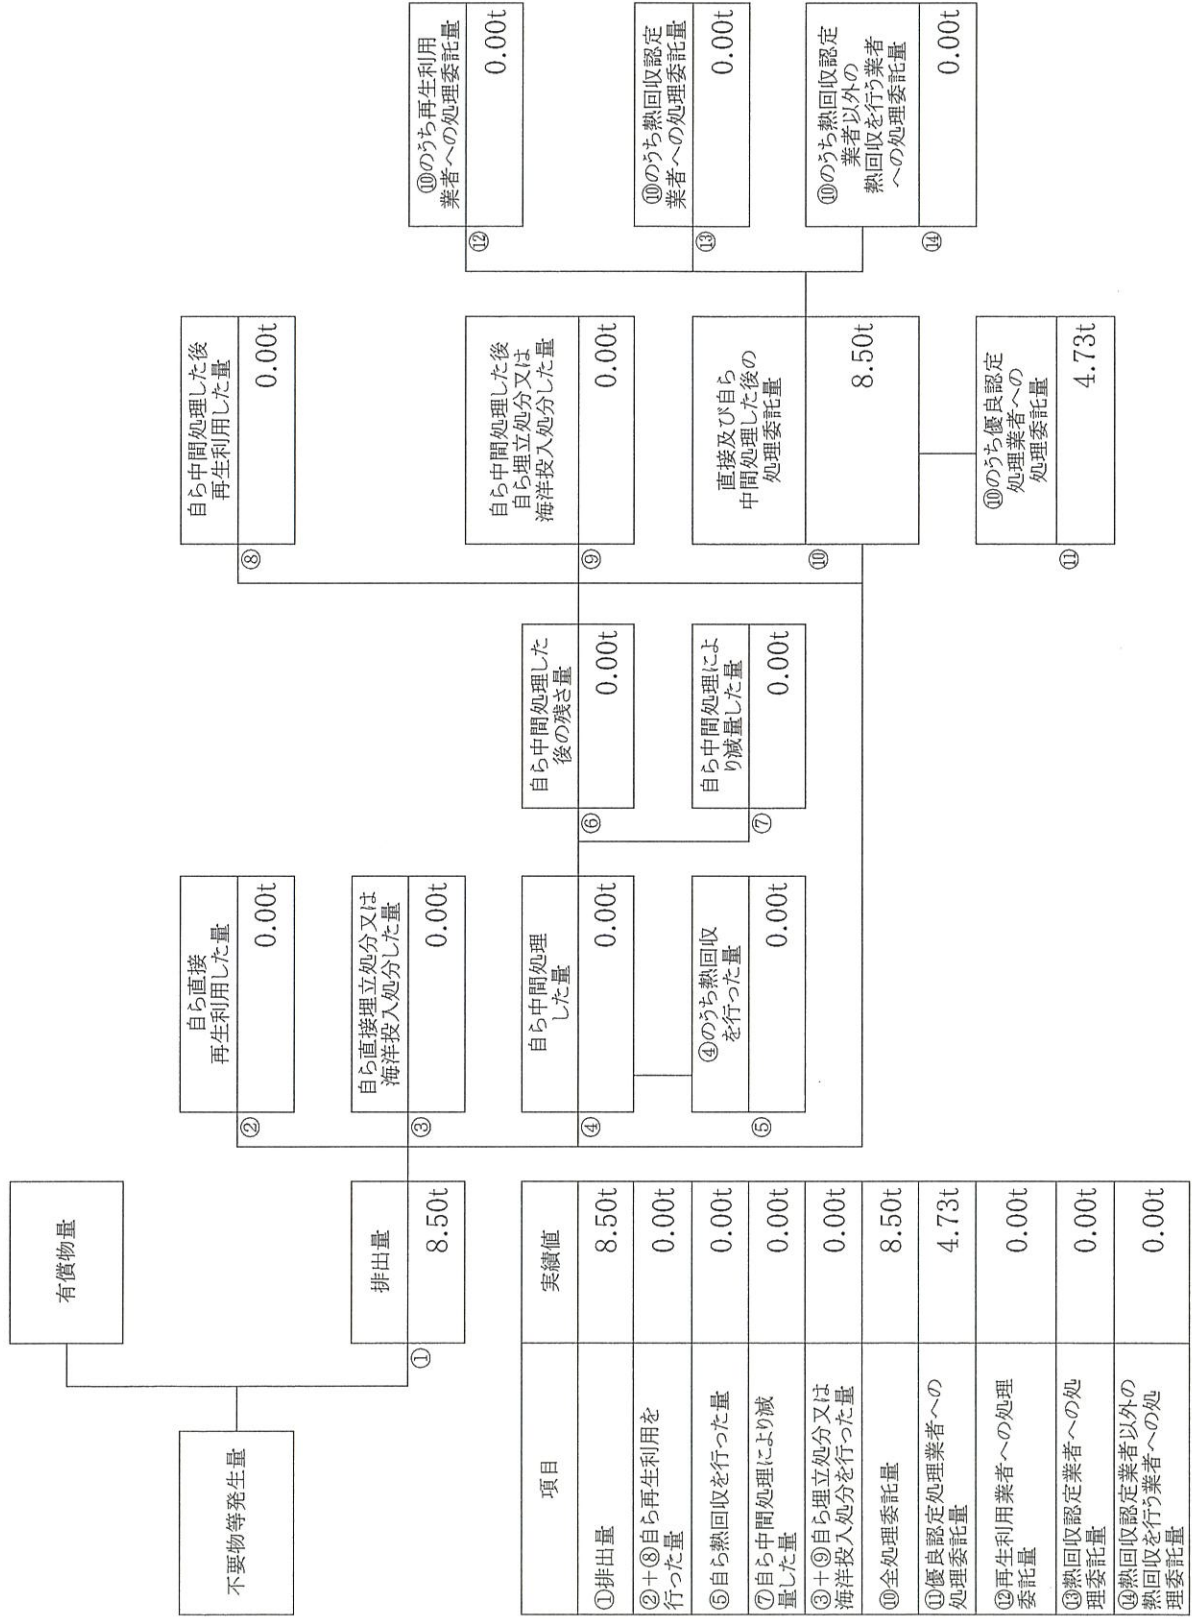 不要物等発生量
有償物量
排出量
①
8.50t
自ら直接
再生利用した量
②
0.00t
自ら直接埋立処分又は
海洋投入処分した量
③
0.00t
自ら中間処理
した量
④
0.00t
④のうち熱回収
を行った量
⑤
0.00t
自ら中間処理した
後の残さ量
⑥
0.00t
自ら中間処理によ
り減量した量
⑦
0.00t
自ら中間処理した後
再生利用した量
⑧
0.00t
自ら中間処理した後
自ら埋立処分又は
海洋投入処分した量
⑨
0.00t
直接及び自ら
中間処理した後の
処理委託量
⑩
8.50t
⑩のうち優良認定
処理業者への
処理委託量
⑪
4.73t
⑩のうち再生利用
業者への処理委託量
⑫
0.00t
⑩のうち熱回収認定
業者への処理委託量
⑬
0.00t
⑩のうち熱回収認定
業者以外の
熱回収を行う業者
への処理委託量
⑭
0.00t
項目 実績値
①排出量 8.50t
②+⑧自ら再生利用を
行った量 0.00t
⑤自ら熱回収を行った量 0.00t
⑦自ら中間処理により減
量した量 0.00t
③+⑨自ら埋立処分又は
海洋投入処分を行った量 0.00t
⑩全処理委託量 8.50t
⑪優良認定処理業者への
処理委託量 4.73t
⑫再生利用業者への処理
委託量 0.00t
⑬熱回収認定業者への処
理委託量 0.00t
⑭熱回収認定業者以外の
熱回収を行う業者への処
理委託量 0.00t